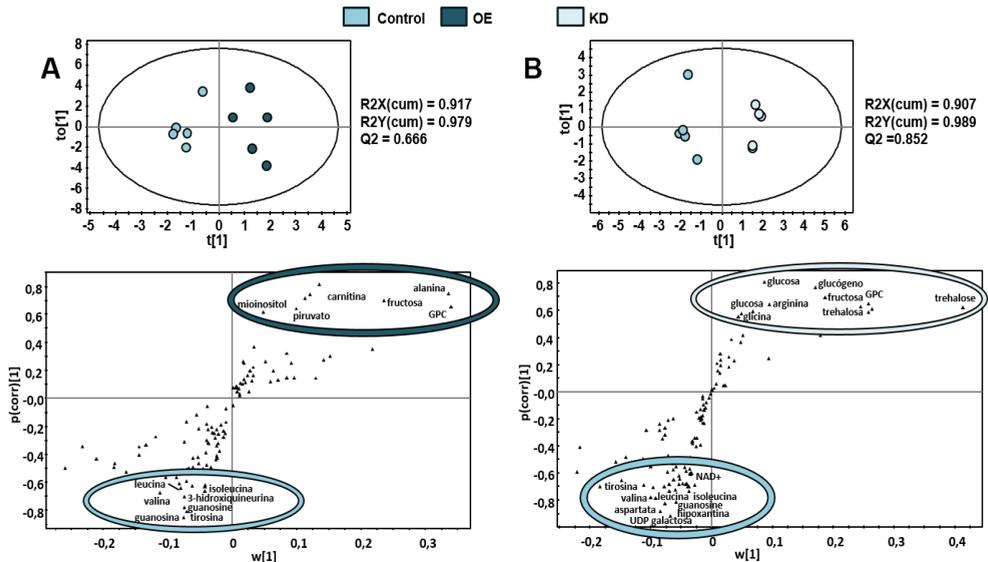 Control OE KD
A
8
6
4
2
0
-2
-4
-6
-8
to[1]
-5 -4 -3 -2 -1 0 1 2 3 4 5
t[1]
R2X(cum) = 0.917
R2Y(cum) = 0.979
Q2 = 0.666
B
4
3
2
1
0
-1
-2
-3
-4
to[1]
-6 -5 -4 -3 -2 -1 0 1 2 3 4 5 6
t[1]
R2X(cum) = 0.907
R2Y(cum) = 0.989
Q2 =0.852
0,8
0,6
0,4
0,2
-0,0
-0,2
-0,4
-0,6
-0,8
p(corr)[1]
mioinositol
carnitina
alanina
fructosa
piruvato
GPC
leucina
isoleucina
valina
3-hidroxiquineurina
guanosine
guanosina tirosina
-0,2 -0,1 0 0,1 0,2 0,3
w[1]
0,8
0,6
0,4
0,2
-0,0
-0,2
-0,4
-0,6
-0,8
p(corr)[1]
glucosa
glucógeno
fructosa GPC
trehalose
glucosa arginina
trehalosa
glicina
NAD+
tirosina
valina leucina isoleucina
guanosine
aspartata
hipoxantina
UDP galactosa
-0,2 -0,1 0 0,1 0,2 0,3 0,4
w[1]